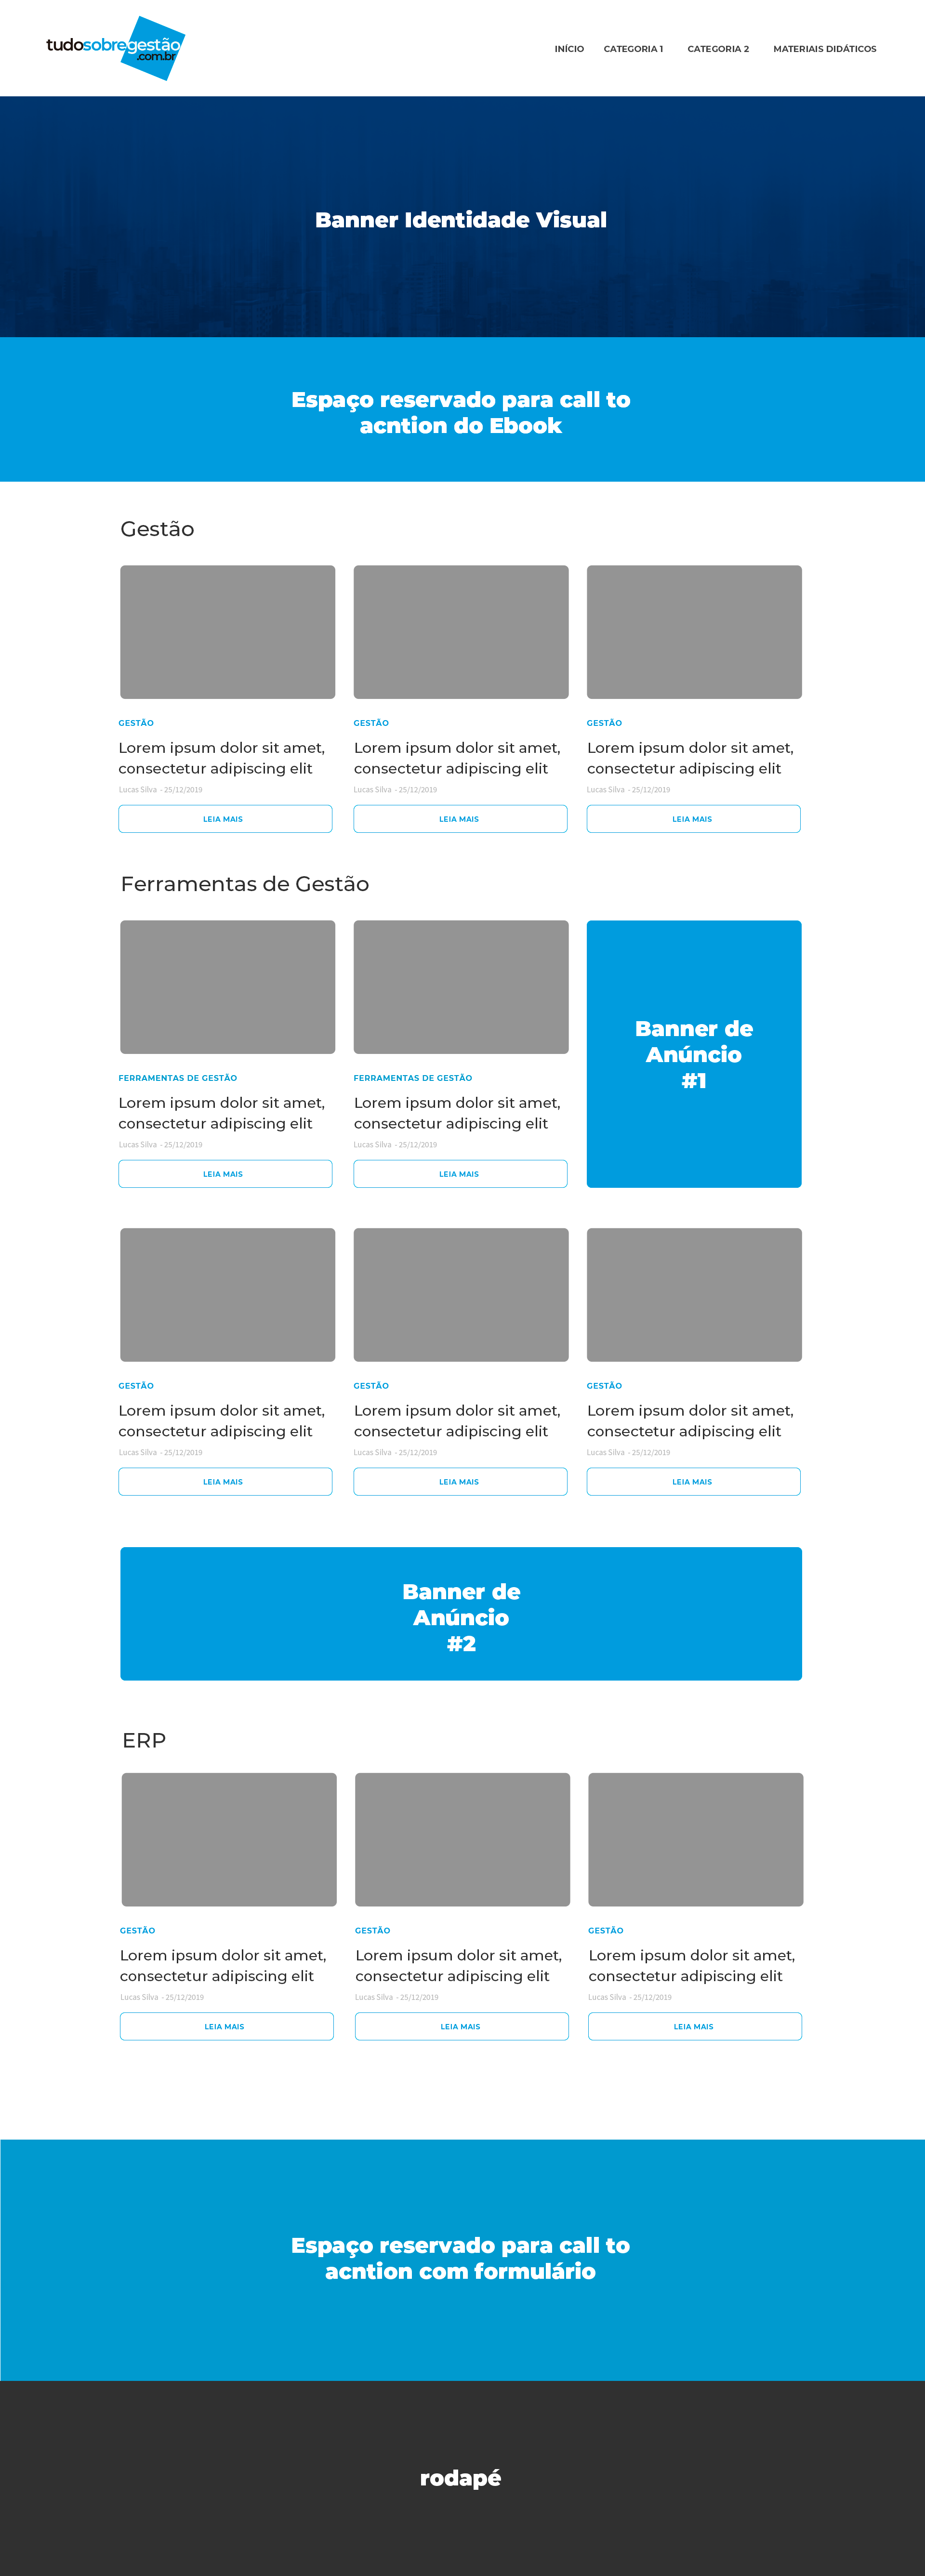 tudosobregestão
.com.br
INÍCIO CATEGORIA 1 CATEGORIA 2 MATERIAIS DIDÁTICOS
Banner Identidade Visual
Espaço reservado para call to
acntion do Ebook
Gestão
GESTÃO GESTÃO GESTÃO
Lorem ipsum dolor sit amet, Lorem ipsum dolor sit amet, Lorem ipsum dolor sit amet,
consectetur adipiscing elit consectetur adipiscing elit consectetur adipiscing elit
Lucas Silva - 25/12/2019 Lucas Silva - 25/12/2019 Lucas Silva - 25/12/2019
LEIA MAIS LEIA MAIS LEIA MAIS
Ferramentas de Gestão
FERRAMENTAS DE GESTÃO FERRAMENTAS DE GESTÃO
Lorem ipsum dolor sit amet, Lorem ipsum dolor sit amet,
consectetur adipiscing elit consectetur adipiscing elit
Lucas Silva - 25/12/2019 Lucas Silva - 25/12/2019
LEIA MAIS LEIA MAIS
Banner de
Anúncio
#1
GESTÃO GESTÃO GESTÃO
Lorem ipsum dolor sit amet, Lorem ipsum dolor sit amet, Lorem ipsum dolor sit amet,
consectetur adipiscing elit consectetur adipiscing elit consectetur adipiscing elit
Lucas Silva - 25/12/2019 Lucas Silva - 25/12/2019 Lucas Silva - 25/12/2019
LEIA MAIS LEIA MAIS LEIA MAIS
Banner de
Anúncio
#2
ERP
GESTÃO GESTÃO GESTÃO
Lorem ipsum dolor sit amet, Lorem ipsum dolor sit amet, Lorem ipsum dolor sit amet,
consectetur adipiscing elit consectetur adipiscing elit consectetur adipiscing elit
Lucas Silva - 25/12/2019 Lucas Silva - 25/12/2019 Lucas Silva - 25/12/2019
LEIA MAIS LEIA MAIS LEIA MAIS
Espaço reservado para call to
acntion com formulário
rodapé